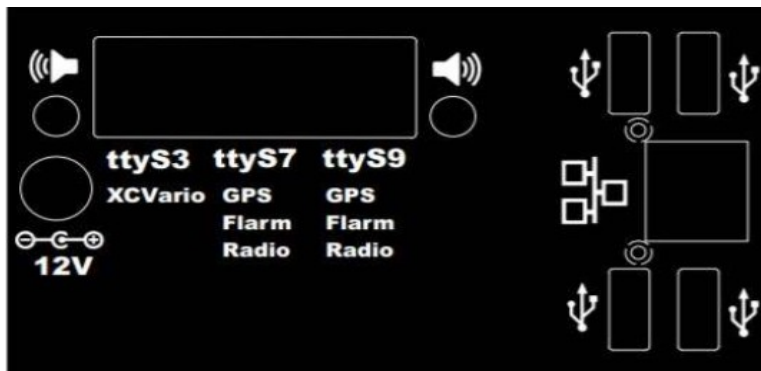 ttyS3 ttyS7 ttyS9
XCVario GPS GPS
Flarm Flarm
Radio Radio
12V